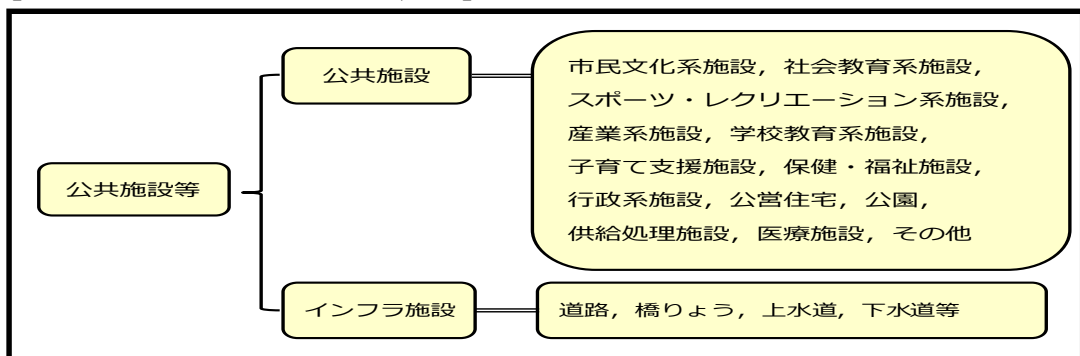 公共施設等
公共施設
市民文化系施設，社会教育系施設，
スポーツ・レクリエーション系施設，
産業系施設，学校教育系施設，
子育て支援施設，保健・福祉施設，
行政系施設，公営住宅，公園，
供給処理施設，医療施設，その他
インフラ施設
道路，橋りょう，上水道，下水道等